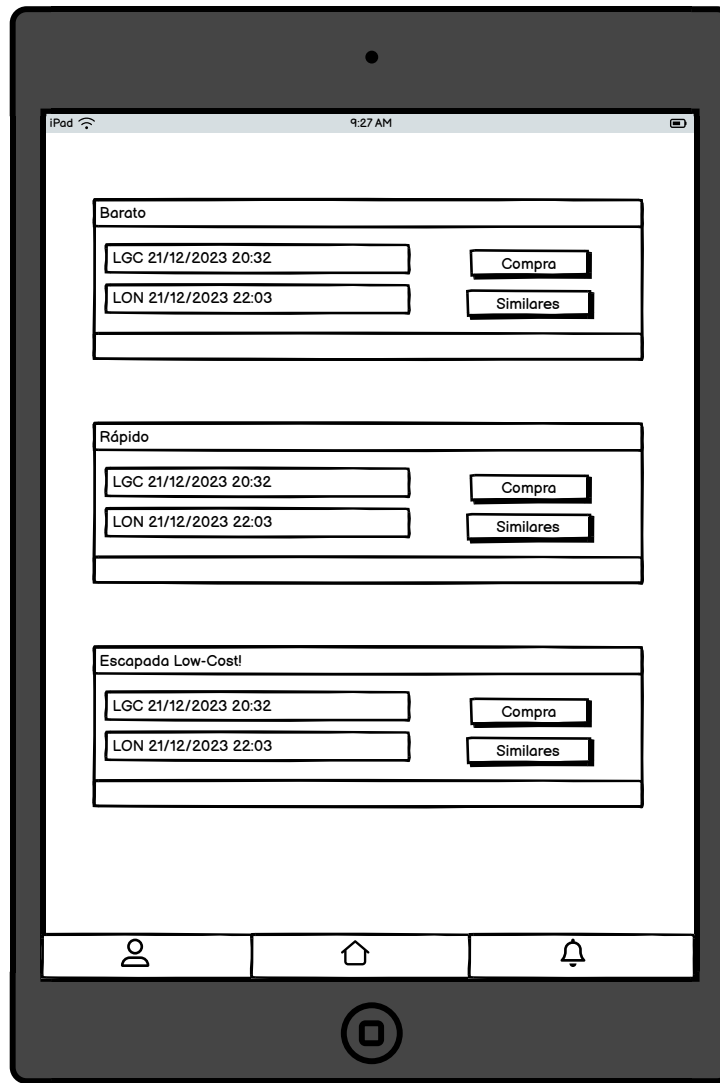 iPad 9:27 AM
Barato
LGC 21/12/2023 20:32
Compra
LON 21/12/2023 22:03
Similares
Rápido
LGC 21/12/2023 20:32
Compra
LON 21/12/2023 22:03
Similares
Escapada Low-Cost!
LGC 21/12/2023 20:32
Compra
LON 21/12/2023 22:03
Similares